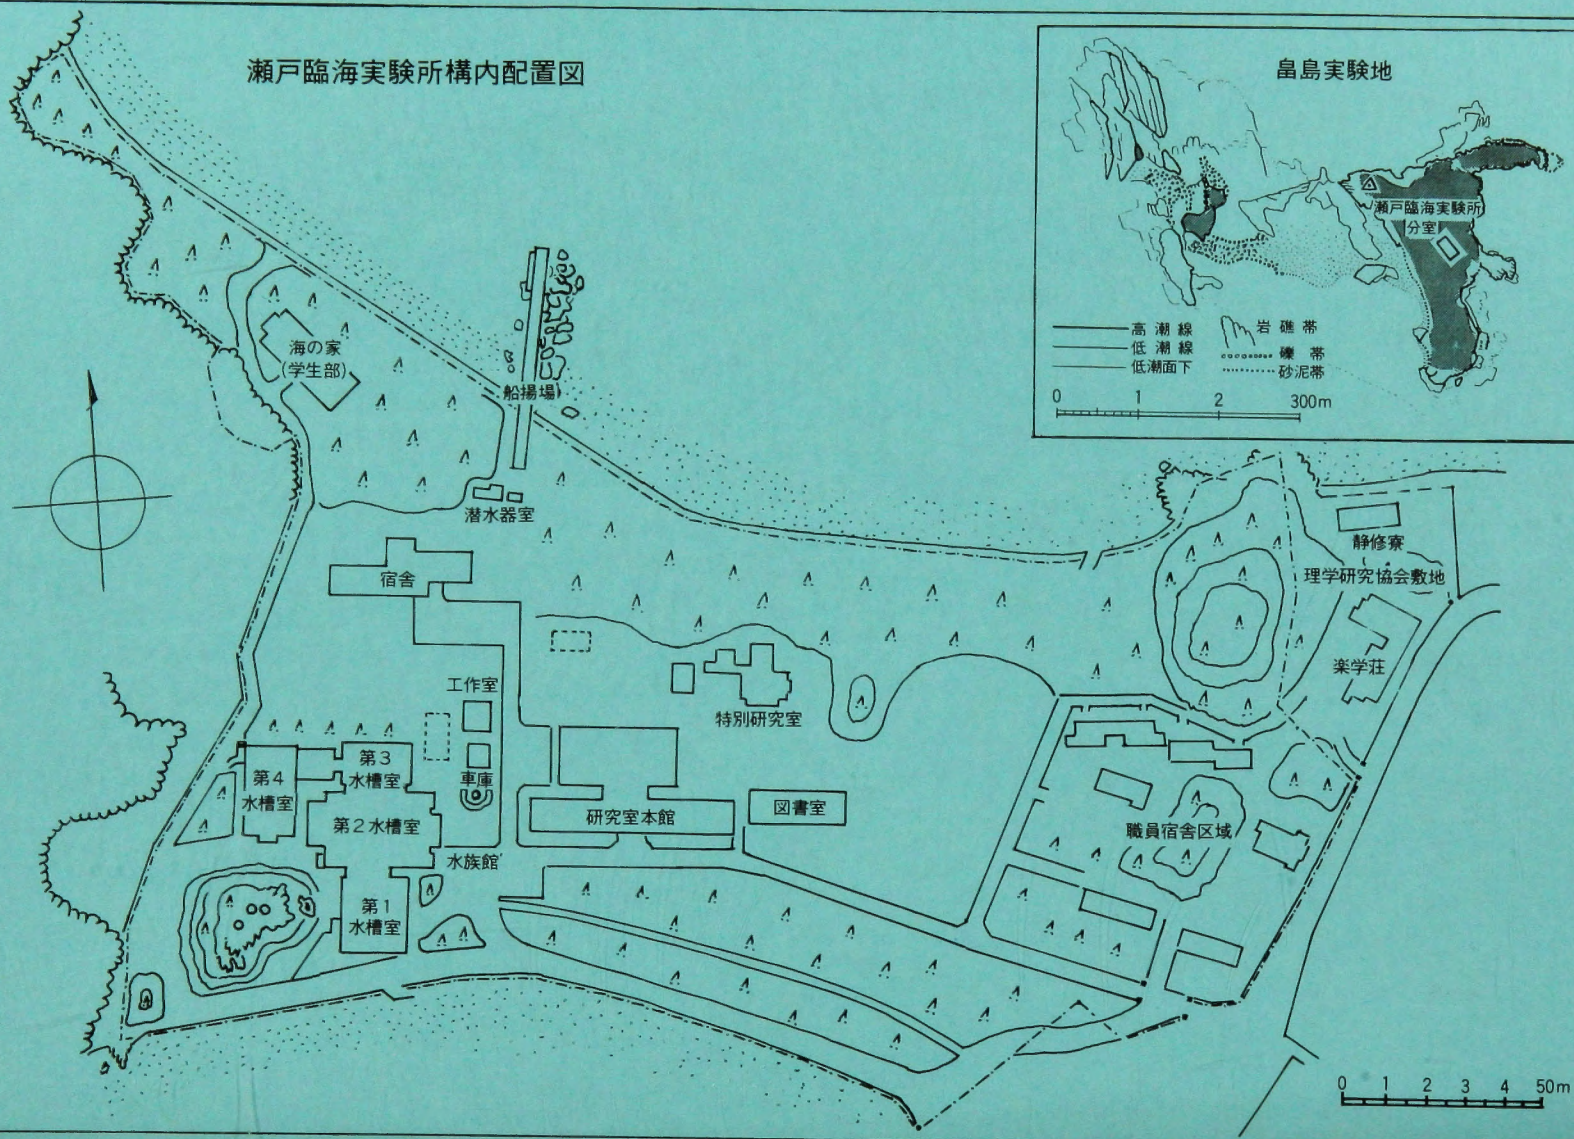 瀬戸臨海実験所構内配置図
畠島実験地
瀬戸臨海実験所
分室
高潮線
低潮線
低潮面下
岩礁帯
礫帯
砂泥帯
0 1 2 300m
海の家
(学生部)
船揚場
潜水器室
宿舎
静修寮
理学研究協会敷地
楽学荘
工作室
特別研究室
車庫
第3
水槽室
第4
水槽室
第2水槽室
研究室本館
図書室
職員宿舎区域
水族館
第1
水槽室
0 1 2 3 4 50m